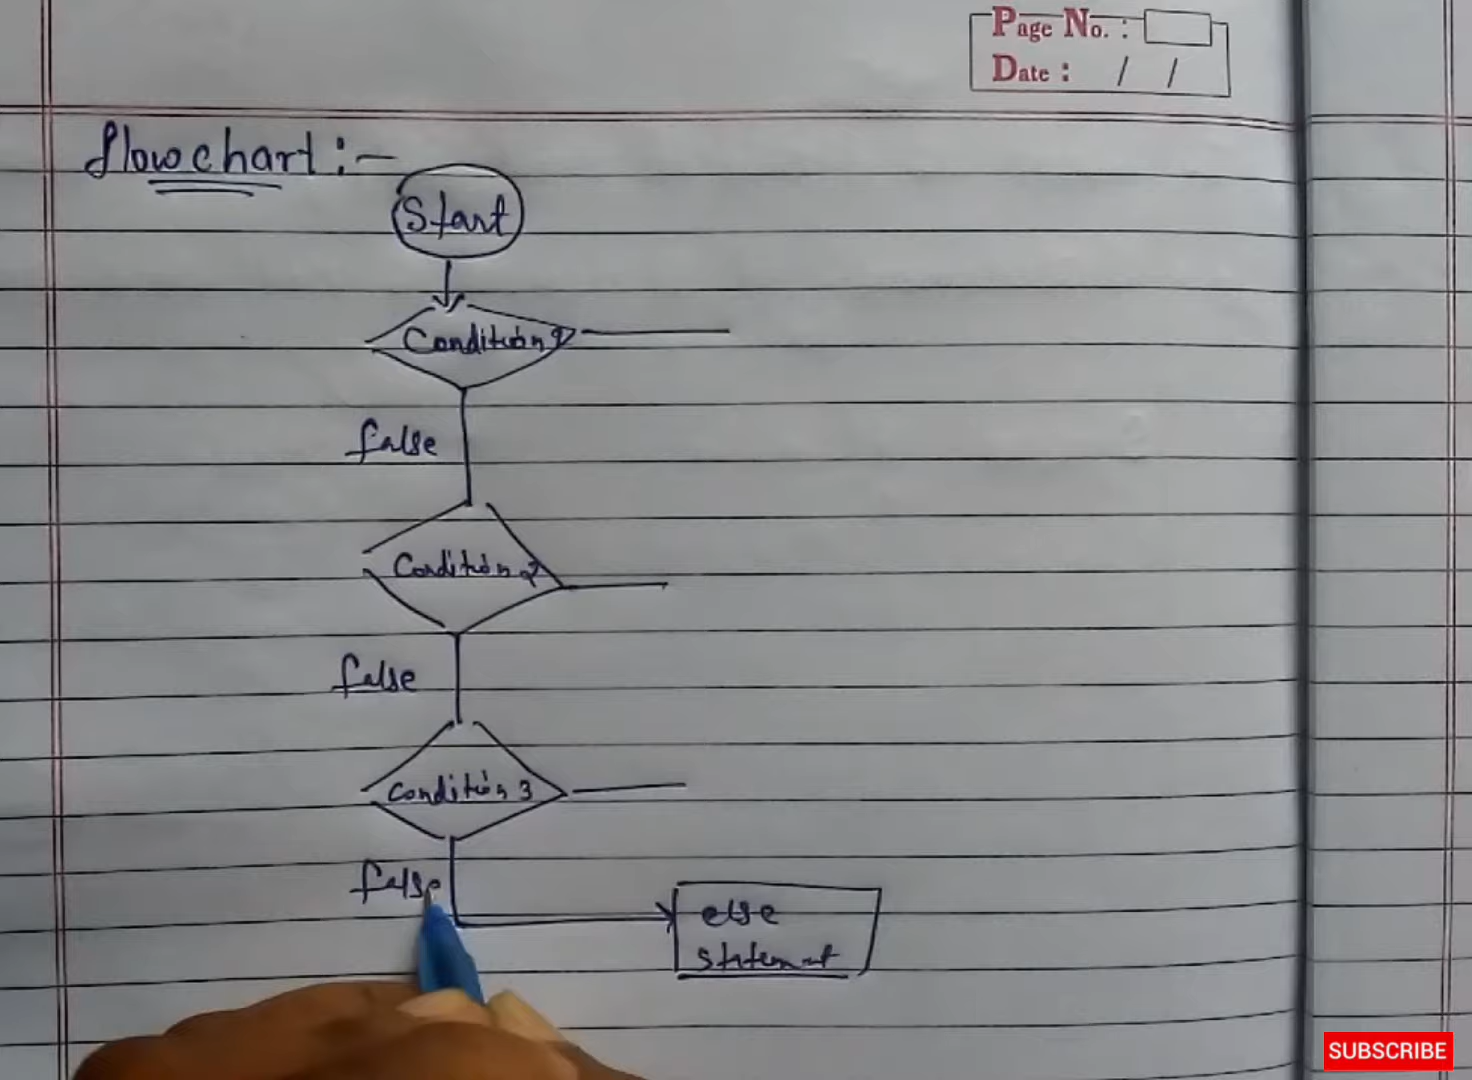 Page No. :
Date : / /
flowchart :-
Start
Condition 1
false
Condition 2
false
Condition 3
false
else
statement
SUBSCRIBE